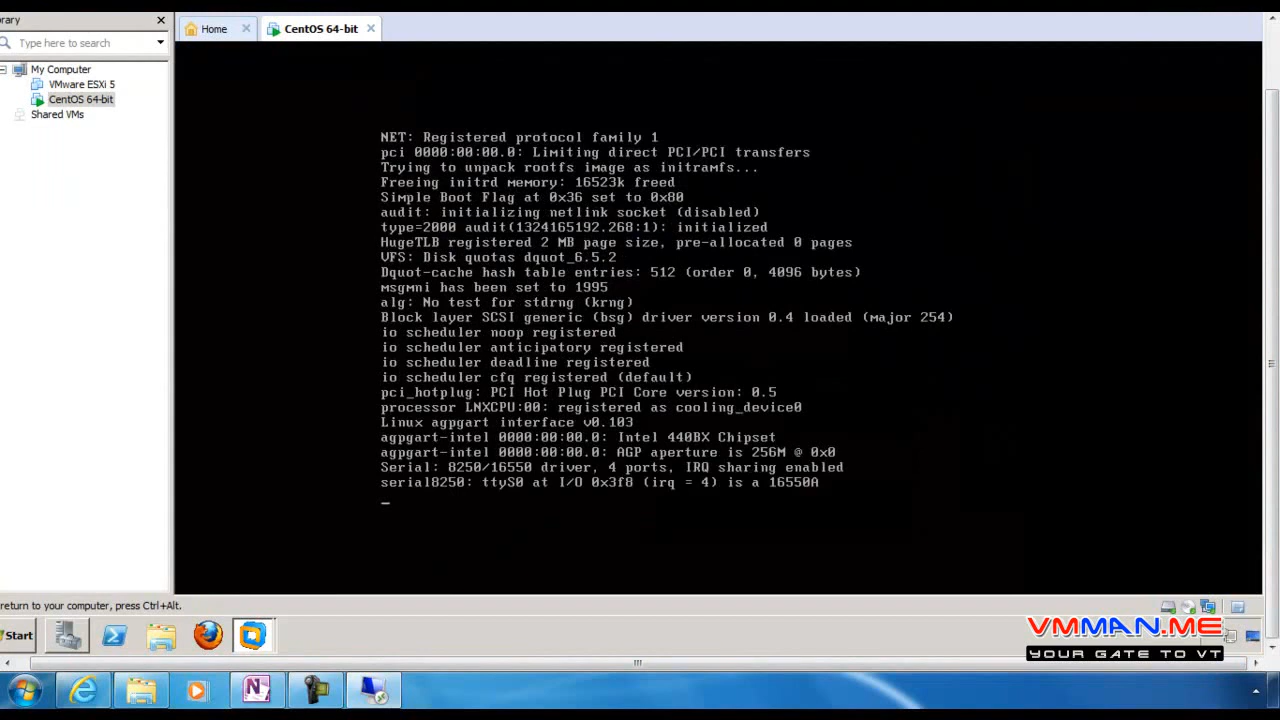 brary
Home
CentOS 64-bit
Type here to search
My Computer
VMware ESXi 5
CentOS 64-bit
Shared VMs
NET: Registered protocol family 1
pci 0000:00:00.0: Limiting direct PCI/PCI transfers
Trying to unpack rootfs image as initramfs...
Freeing initrd memory: 16523k freed
Simple Boot Flag at 0x36 set to 0x80
audit: initializing netlink socket (disabled)
type=2000 audit(1324165192.268:1): initialized
HugeTLB registered 2 MB page size, pre-allocated 0 pages
VFS: Disk quotas dquot_6.5.2
Dquot-cache hash table entries: 512 (order 0, 4096 bytes)
msgmni has been set to 1995
alg: No test for stdrng (krng)
Block layer SCSI generic (bsg) driver version 0.4 loaded (major 254)
io scheduler noop registered
io scheduler anticipatory registered
io scheduler deadline registered
io scheduler cfq registered (default)
pci_hotplug: PCI Hot Plug PCI Core version: 0.5
processor LNXCPU:00: registered as cooling_device0
Linux agpgart interface v0.103
agpgart-intel 0000:00:00.0: Intel 440BX Chipset
agpgart-intel 0000:00:00.0: AGP aperture is 256M @ 0x0
Serial: 8250/16550 driver, 4 ports, IRQ sharing enabled
serial8250: ttyS0 at I/O 0x3f8 (irq = 4) is a 16550A
_
return to your computer, press Ctrl+Alt.
Start
VMMAN.ME
YOUR GATE TO VT